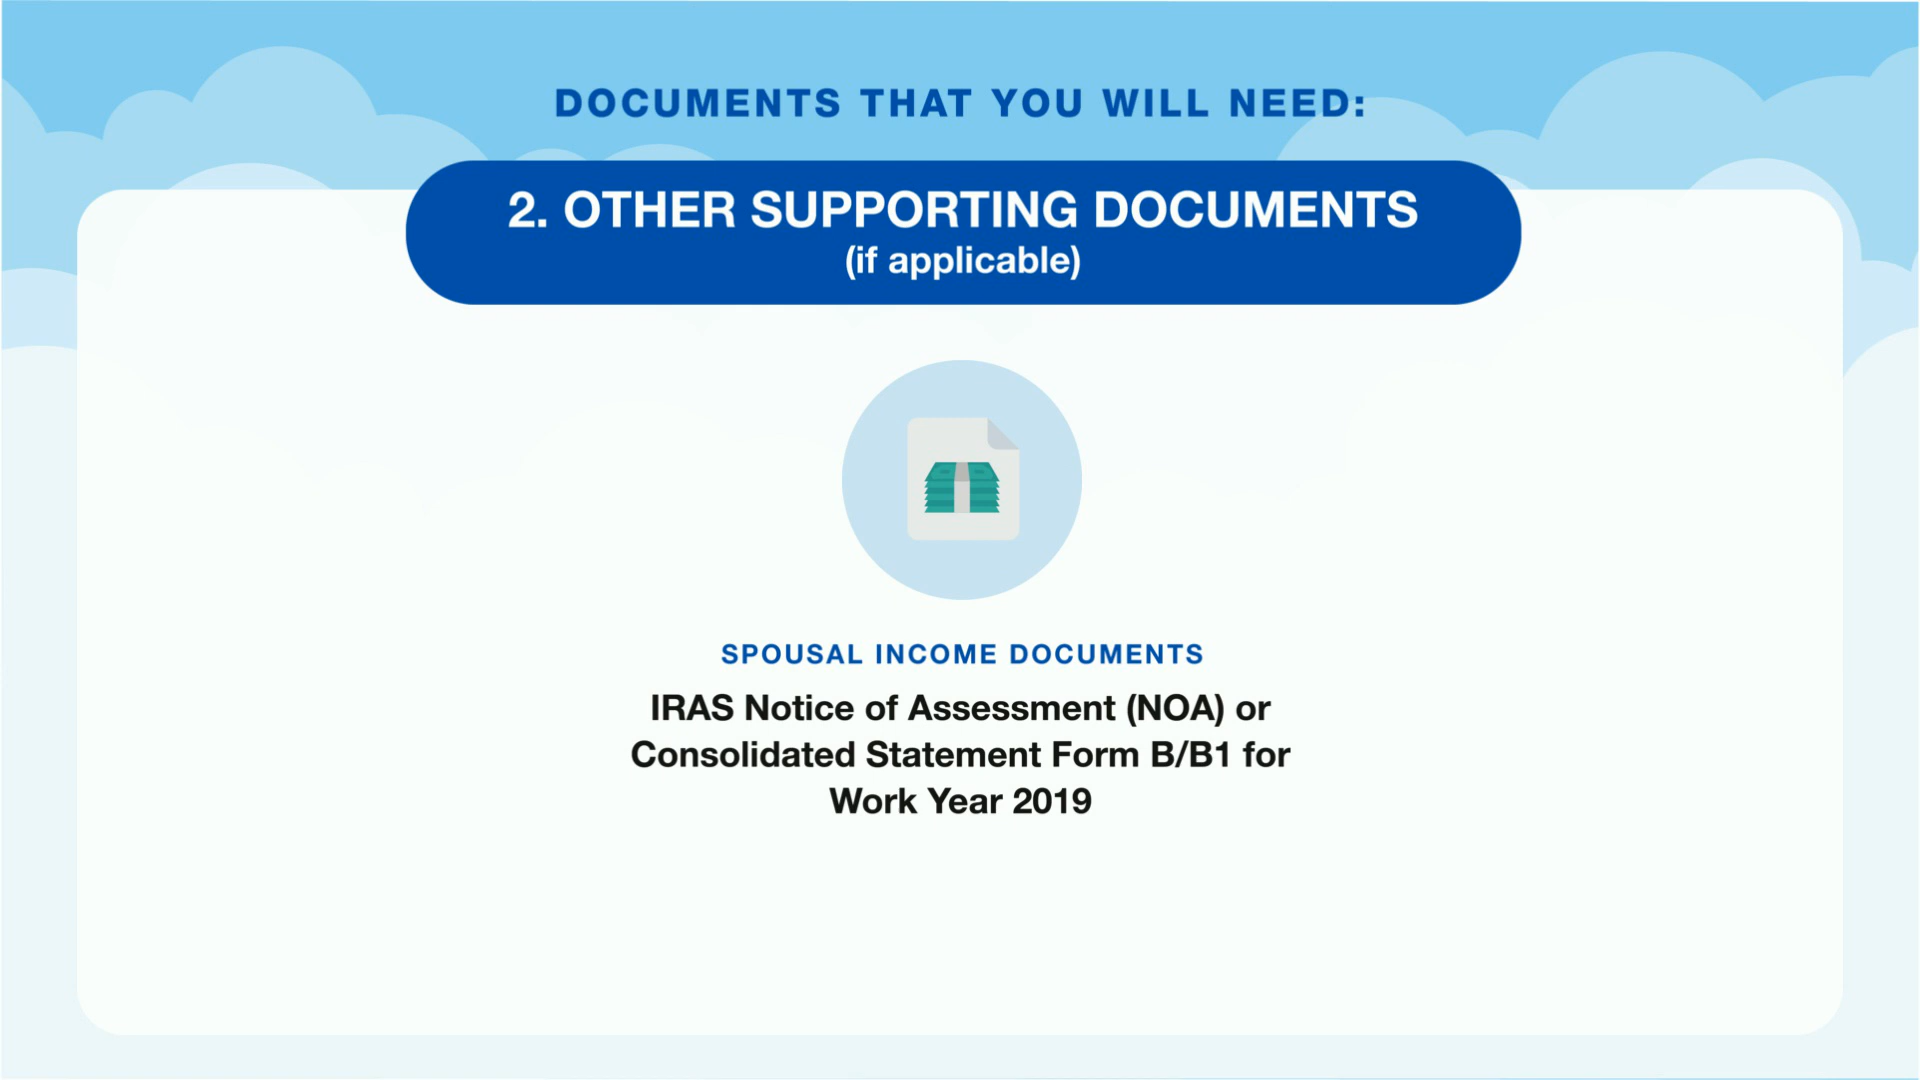 DOCUMENTS THAT YOU WILL NEED:
2. OTHER SUPPORTING DOCUMENTS
(if applicable)
SPOUSAL INCOME DOCUMENTS
IRAS Notice of Assessment (NOA) or
Consolidated Statement Form B/B1 for
Work Year 2019